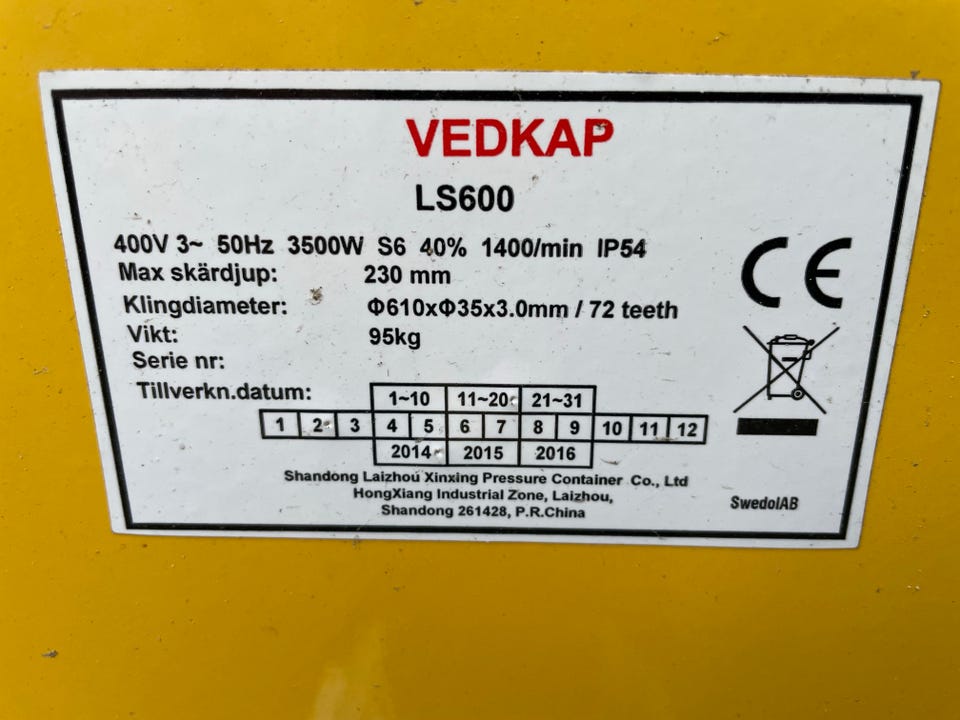 VEDKAP
LS600
400V 3~ 50Hz 3500W S6 40% 1400/min IP54
Max skärdjup: 230 mm
Klingdiameter: Φ610xΦ35x3.0mm / 72 teeth
Vikt: 95kg
Serie nr:
Tillverkn.datum:
1~10 11~20 21~31
1 2 3 4 5 6 7 8 9 10 11 12
2014 2015 2016
Shandong Laizhou Xinxing Pressure Container Co., Ltd
HongXiang Industrial Zone, Laizhou,
Shandong 261428, P.R.China
CE
SwedolAB